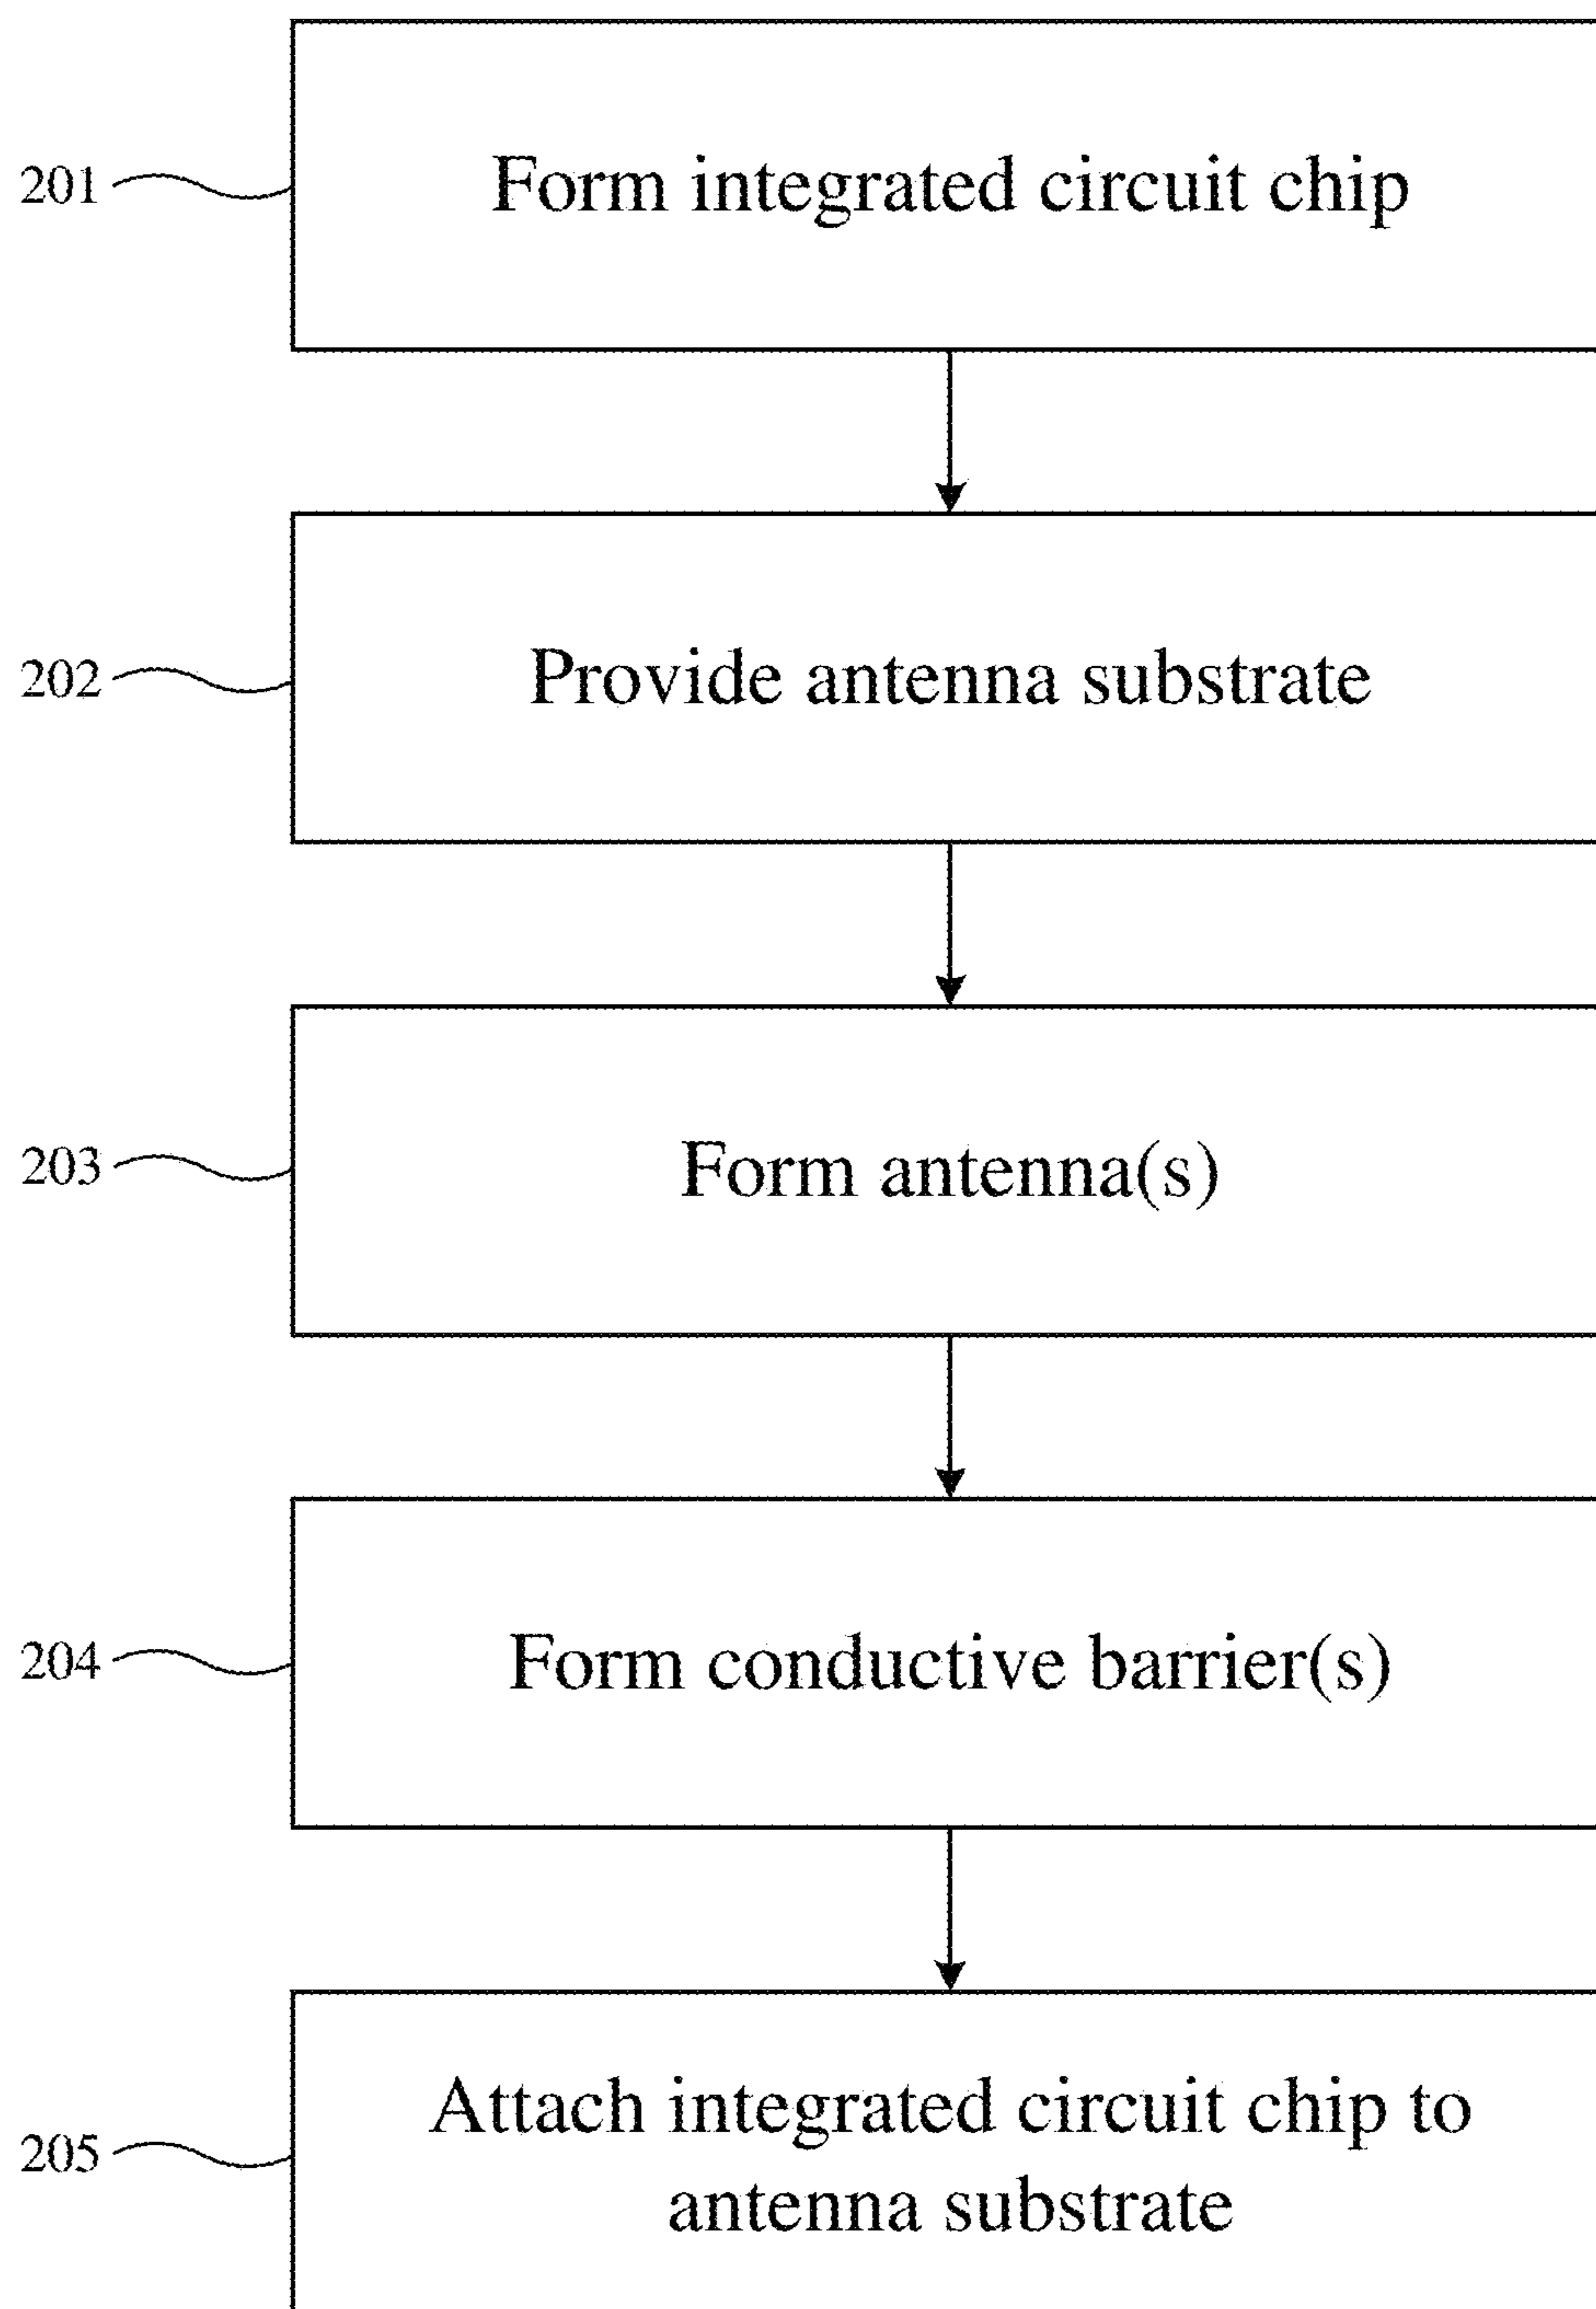 201
Form integrated circuit chip
202
Provide antenna substrate
203
Form antenna(s)
204
Form conductive barrier(s)
205
Attach integrated circuit chip to
antenna substrate